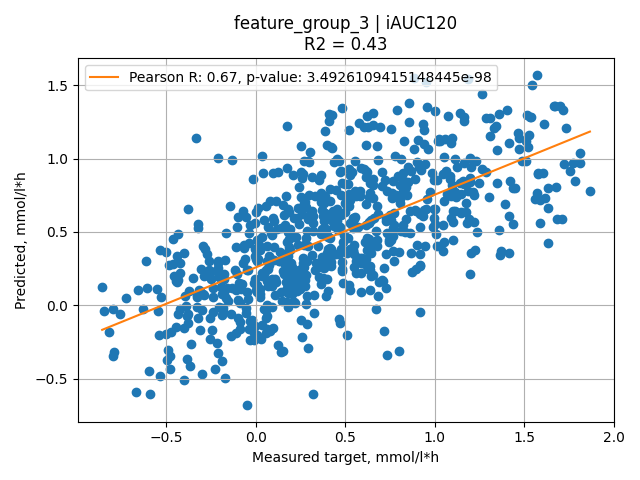 feature_group_3 | iAUC120
R2 = 0.43
Pearson R: 0.67, p-value: 3.4926109415148445e-98
1.5
1.0
0.5
0.0
−0.5
Predicted, mmol/l*h
−0.5 0.0 0.5 1.0 1.5 2.0
Measured target, mmol/l*h